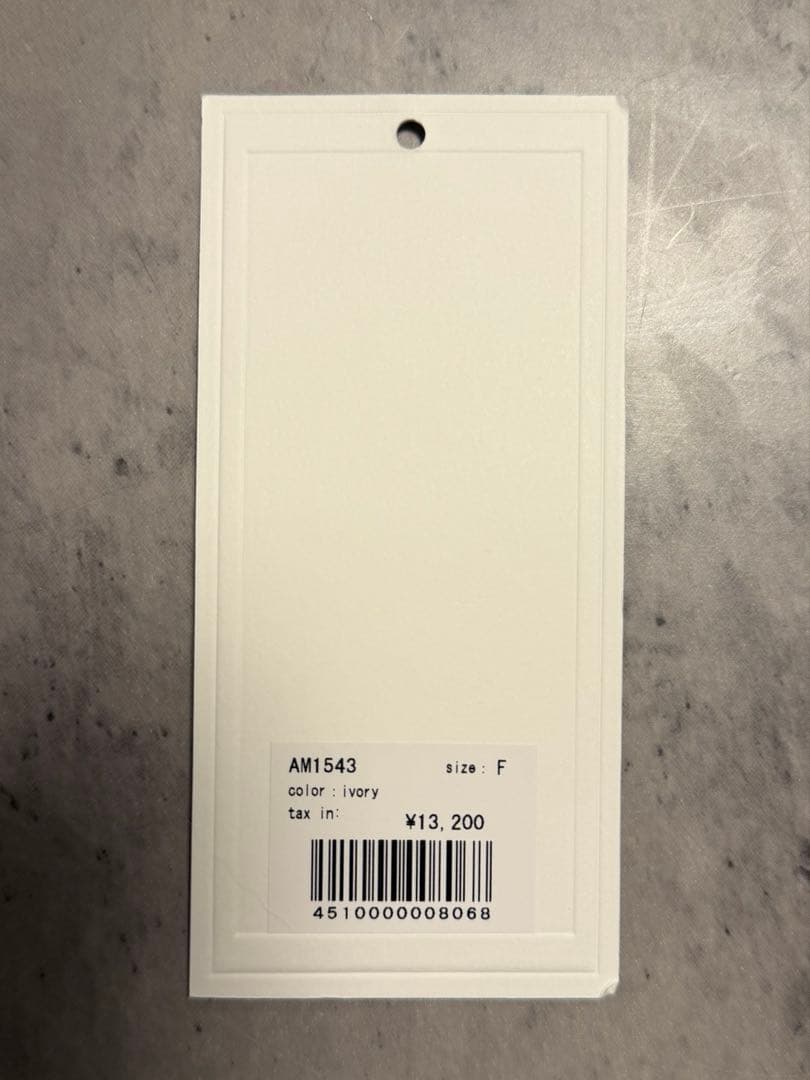 AM1543 size: F
color: ivory
tax in:
¥13,200
4510000008068